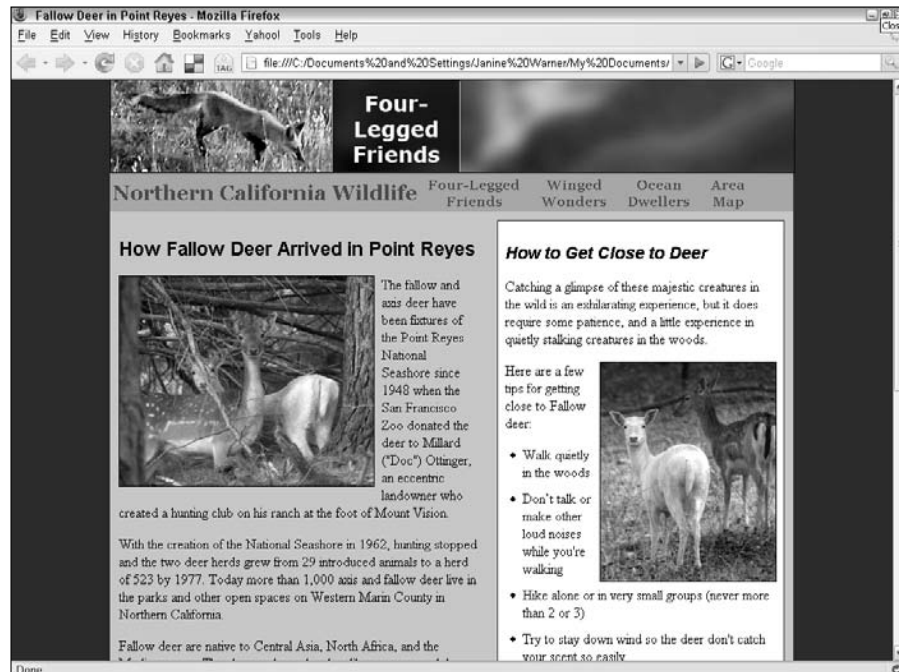 Fallow Deer in Point Reyes - Mozilla Firefox
Clos
File Edit View History Bookmarks Yahoo! Tools Help
TAG
file:///C:/Documents%20and%20Settings/Janine%20Warner/My%20Documents/
G
Google
Four-
Legged
Friends
Northern California Wildlife
Four-Legged
Friends
Winged
Wonders
Ocean
Dwellers
Area
Map
How Fallow Deer Arrived in Point Reyes
The fallow and
axis deer have
been fixtures of
the Point Reyes
National
Seashore since
1948 when the
San Francisco
Zoo donated the
deer to Millard
("Doc") Ottinger,
an eccentric
landowner who
created a hunting club on his ranch at the foot of Mount Vision.
With the creation of the National Seashore in 1962, hunting stopped
and the two deer herds grew from 29 introduced animals to a herd
of 523 by 1977. Today more than 1,000 axis and fallow deer live in
the parks and other open spaces on Western Marin County in
Northern California.
Fallow deer are native to Central Asia, North Africa, and the
How to Get Close to Deer
Catching a glimpse of these majestic creatures in
the wild is an exhilarating experience, but it does
require some patience, and a little experience in
quietly stalking creatures in the woods.
Here are a few
tips for getting
close to Fallow
deer:
• Walk quietly
in the woods
• Don't talk or
make other
loud noises
while you're
walking
• Hike alone or in very small groups (never more
than 2 or 3)
• Try to stay down wind so the deer don't catch
your scent so easily
Done